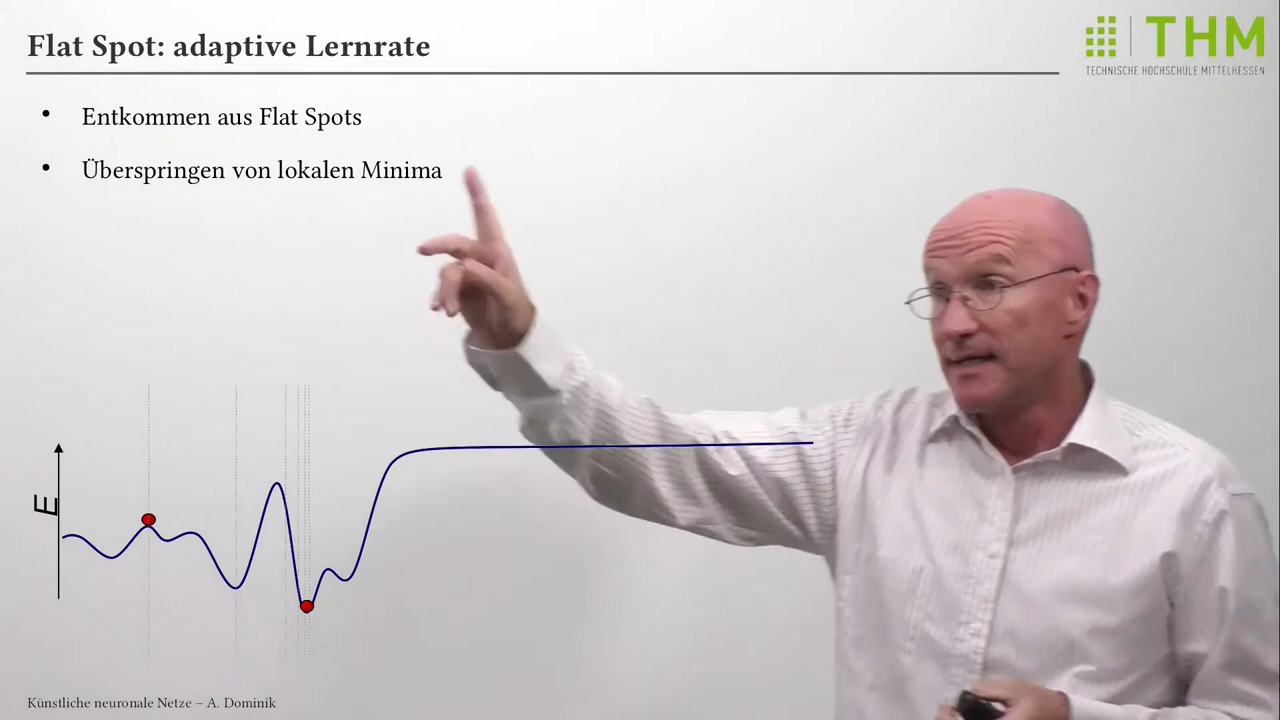 Flat Spot: adaptive Lernrate
THM
TECHNISCHE HOCHSCHULE MITTELHESSEN
• Entkommen aus Flat Spots
• Überspringen von lokalen Minima
E
Künstliche neuronale Netze – A. Dominik